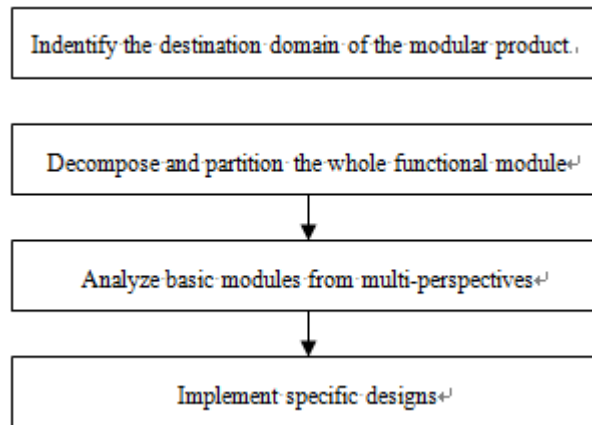 Indentify the destination domain of the modular product.
Decompose and partition the whole functional module
Analyze basic modules from multi-perspectives
Implement specific designs